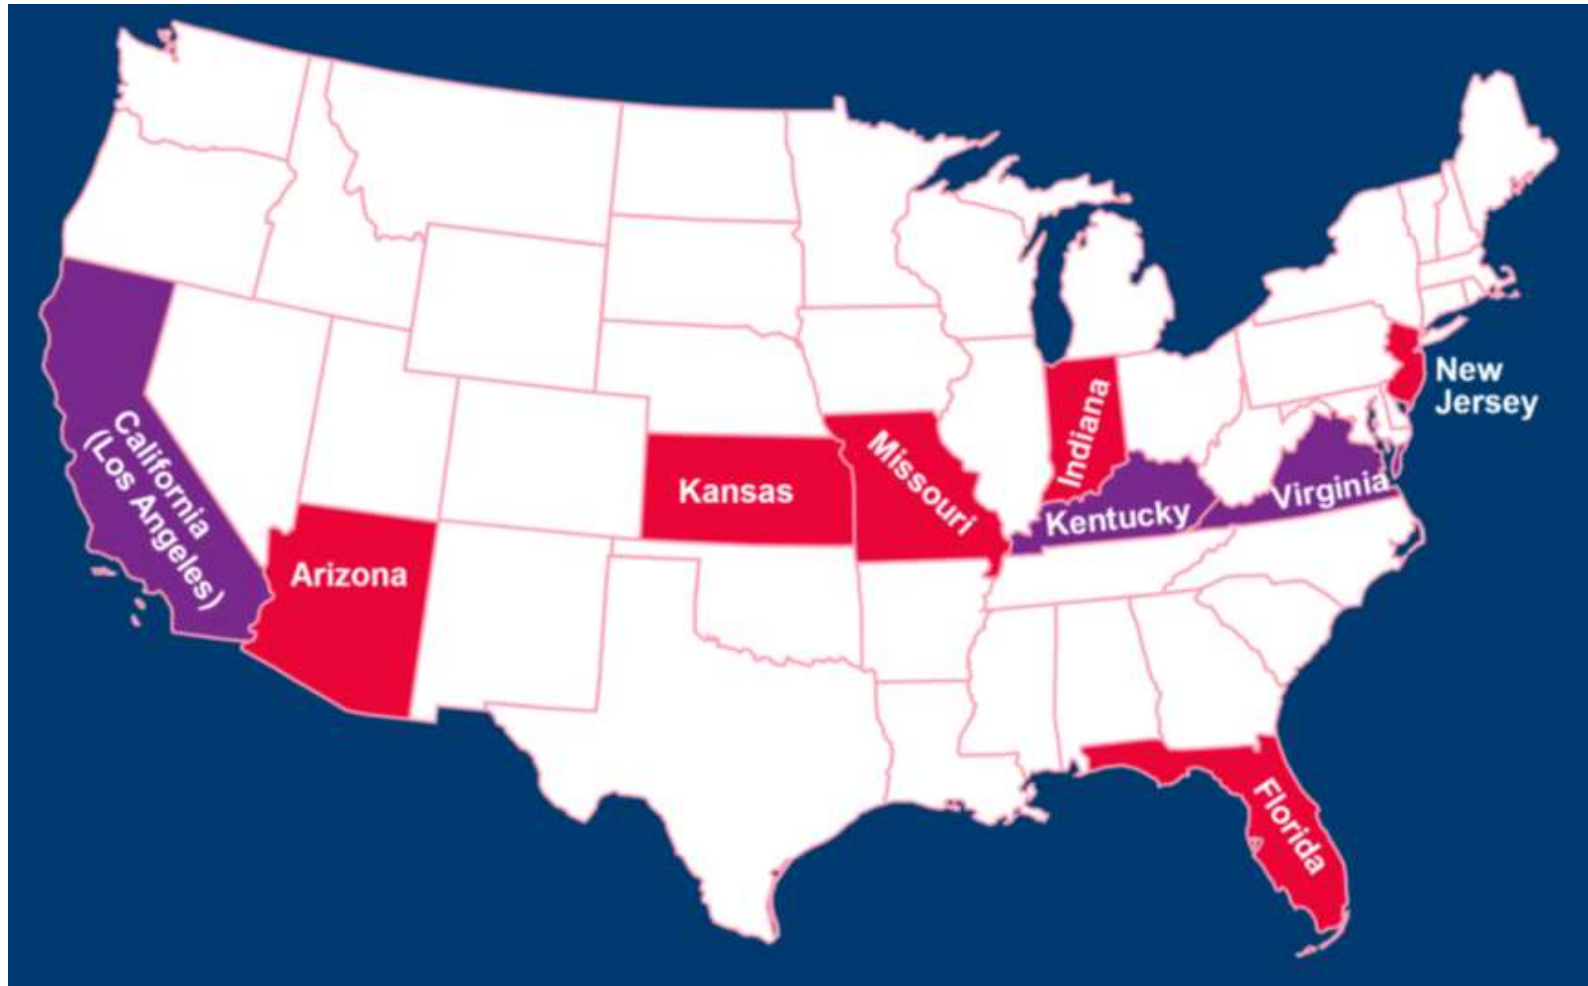 California
(Los Angeles)
Arizona
Kansas
Missouri
Indiana
Kentucky
Virginia
New
Jersey
Florida